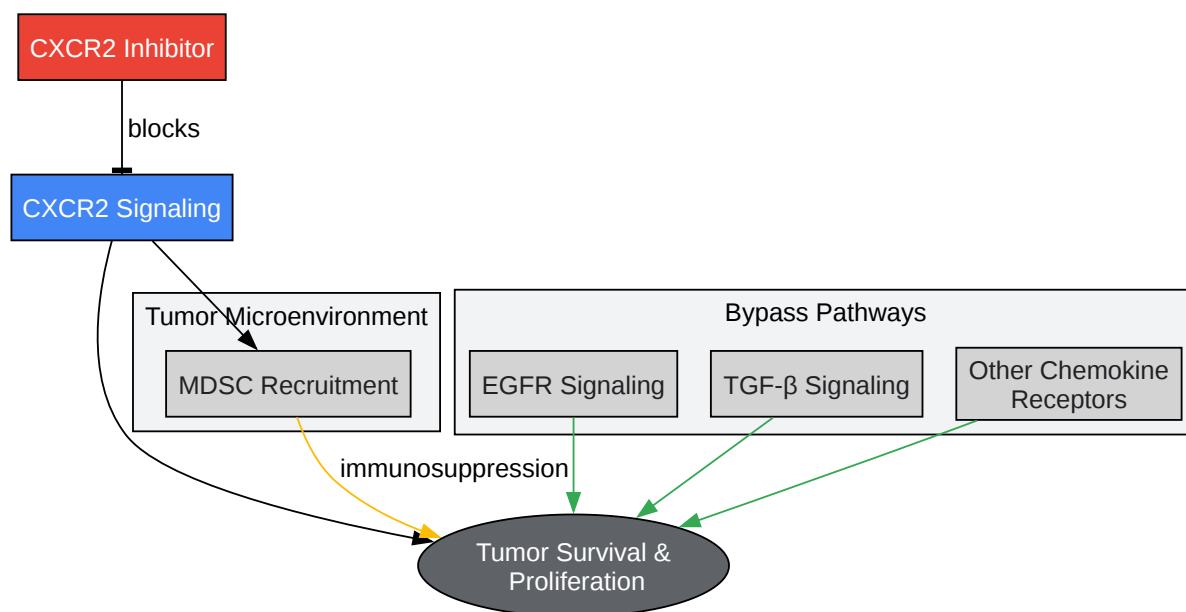 CXCR2 Inhibitor
blocks
CXCR2 Signaling
Tumor Microenvironment
Bypass Pathways
MDSC Recruitment
EGFR Signaling
TGF-β Signaling
Other Chemokine
Receptors
immunosuppression
Tumor Survival &
Proliferation